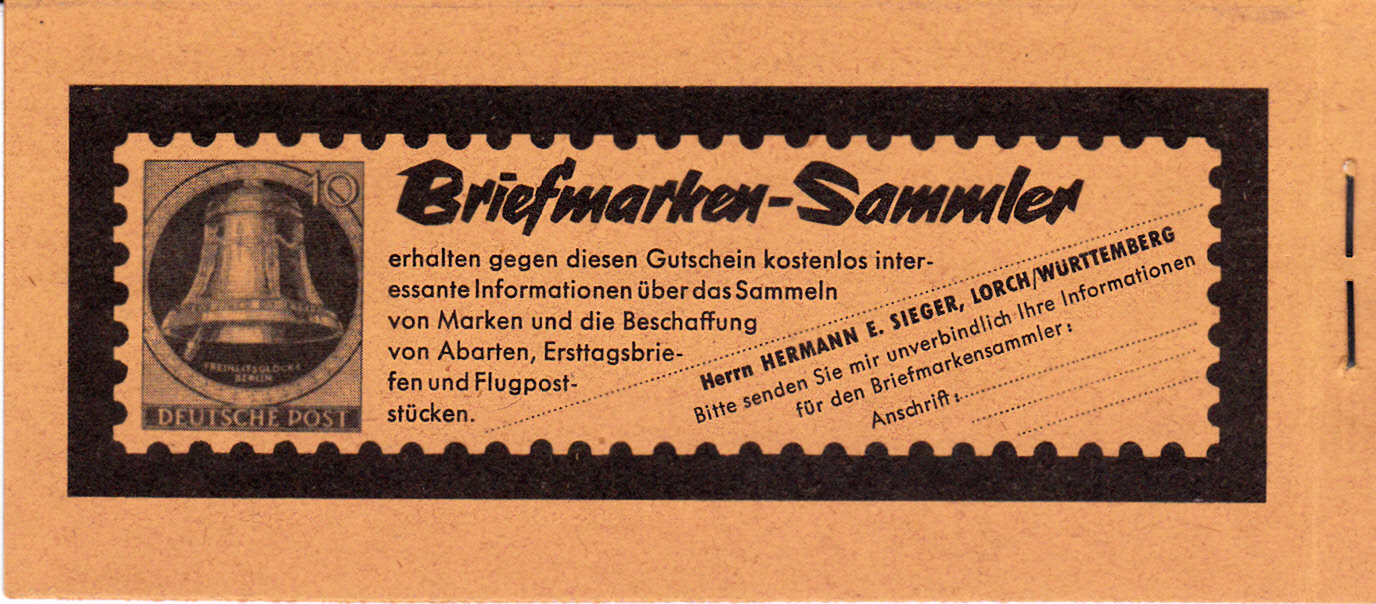 10
FREIHEITSGLOCKE
BERLIN
DEUTSCHE POST
Briefmarken-Sammler
erhalten gegen diesen Gutschein kostenlos inter-
essante Informationen über das Sammeln
von Marken und die Beschaffung
von Abarten, Ersttagsbrie-
fen und Flugpost-
stücken.
Herrn HERMANN E. SIEGER, LORCH/WÜRTTEMBERG
Bitte senden Sie mir unverbindlich Ihre Informationen
für den Briefmarkensammler:
Anschrift: